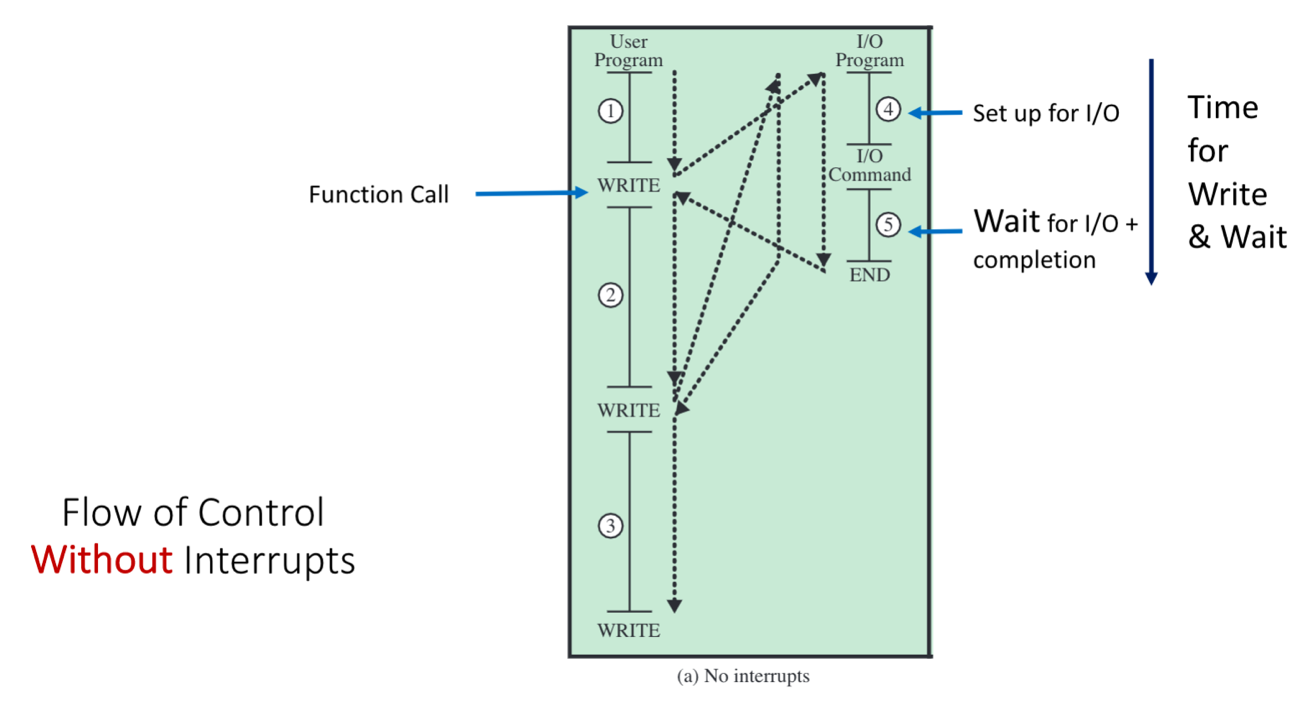 User
Program
I/O
Program
1
4
Set up for I/O
Time
for
Write
& Wait
I/O
Command
Function Call
WRITE
5
Wait for I/O +
completion
END
2
WRITE
Flow of Control
Without Interrupts
3
WRITE
(a) No interrupts